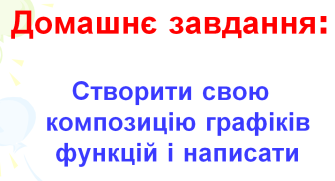 Домашнє завдання:
Створити свою
композицію графіків
функцій і написати